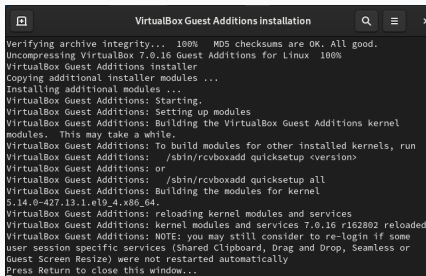 VirtualBox Guest Additions installation
Verifying archive integrity... 100% MD5 checksums are OK. All good.
Uncompressing VirtualBox 7.0.16 Guest Additions for Linux 100%
VirtualBox Guest Additions installer
Copying additional installer modules ...
Installing additional modules ...
VirtualBox Guest Additions: Starting.
VirtualBox Guest Additions: Setting up modules
VirtualBox Guest Additions: Building the VirtualBox Guest Additions kernel
modules. This may take a while.
VirtualBox Guest Additions: To build modules for other installed kernels, run
VirtualBox Guest Additions: /sbin/rcvboxadd quicksetup <version>
VirtualBox Guest Additions: or
VirtualBox Guest Additions: /sbin/rcvboxadd quicksetup all
VirtualBox Guest Additions: Building the modules for kernel
5.14.0-427.13.1.el9_4.x86_64.
VirtualBox Guest Additions: reloading kernel modules and services
VirtualBox Guest Additions: kernel modules and services 7.0.16 r162802 reloaded
VirtualBox Guest Additions: NOTE: you may still consider to re-login if some
user session specific services (Shared Clipboard, Drag and Drop, Seamless or
Guest Screen Resize) were not restarted automatically
Press Return to close this window...